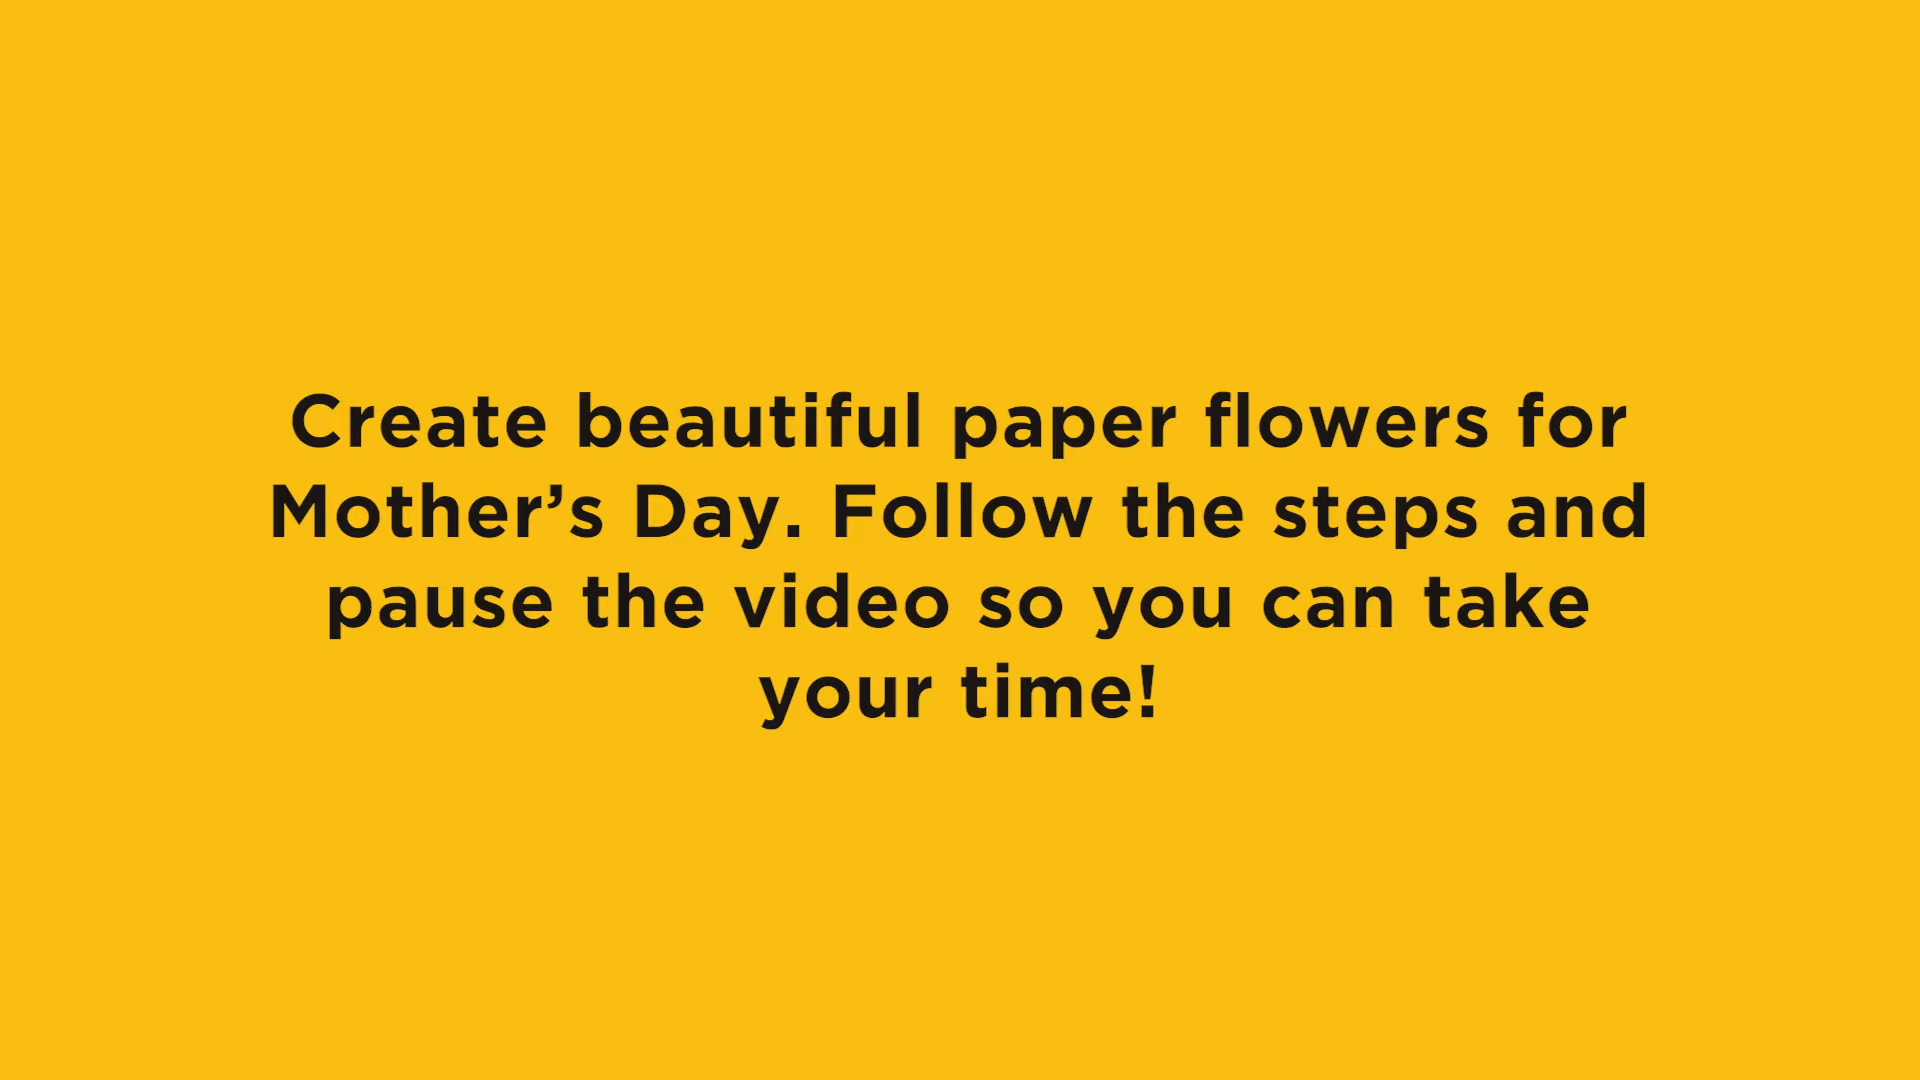 Create beautiful paper flowers for
Mother’s Day. Follow the steps and
pause the video so you can take
your time!